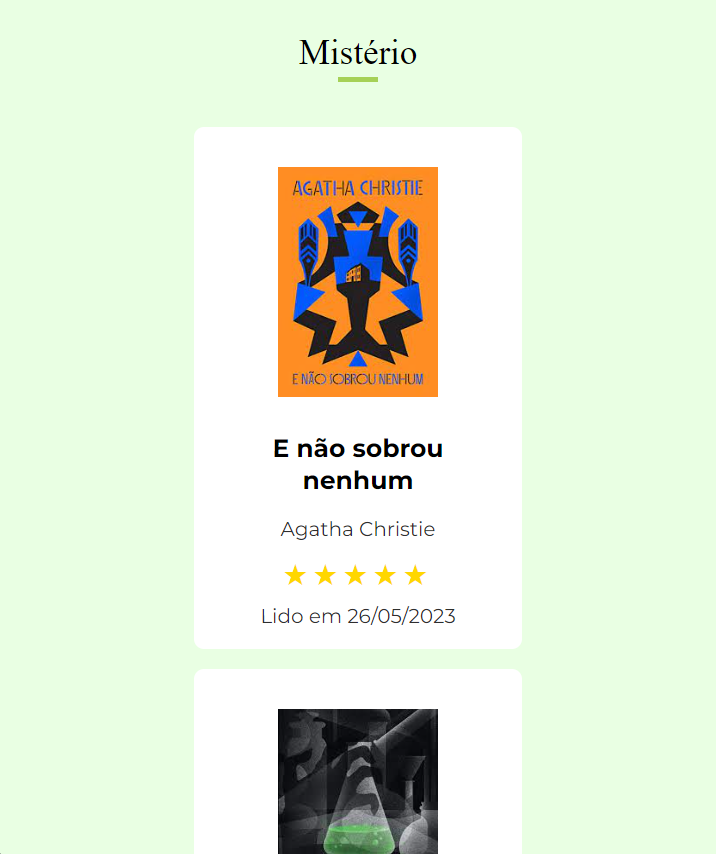 Mistério
AGATHA CHRISTIE
E NÃO SOBROU NENHUM
E não sobrou
nenhum
Agatha Christie
★ ★ ★ ★ ★
Lido em 26/05/2023